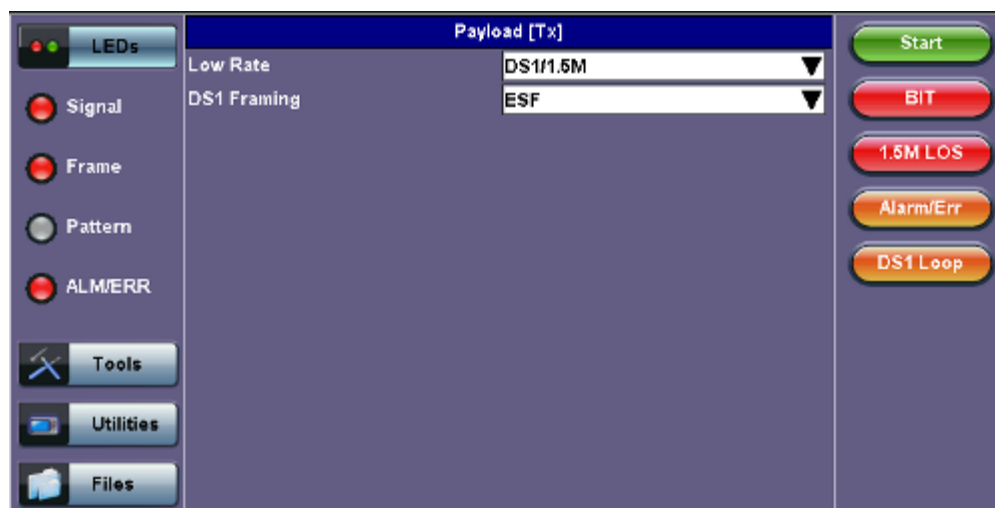 LEDs
Signal
Frame
Pattern
ALM/ERR
Tools
Utilities
Files
Payload [Tx]
Low Rate DS1/1.5M
DS1 Framing ESF
Start
BIT
1.5M LOS
Alarm/Err
DS1 Loop